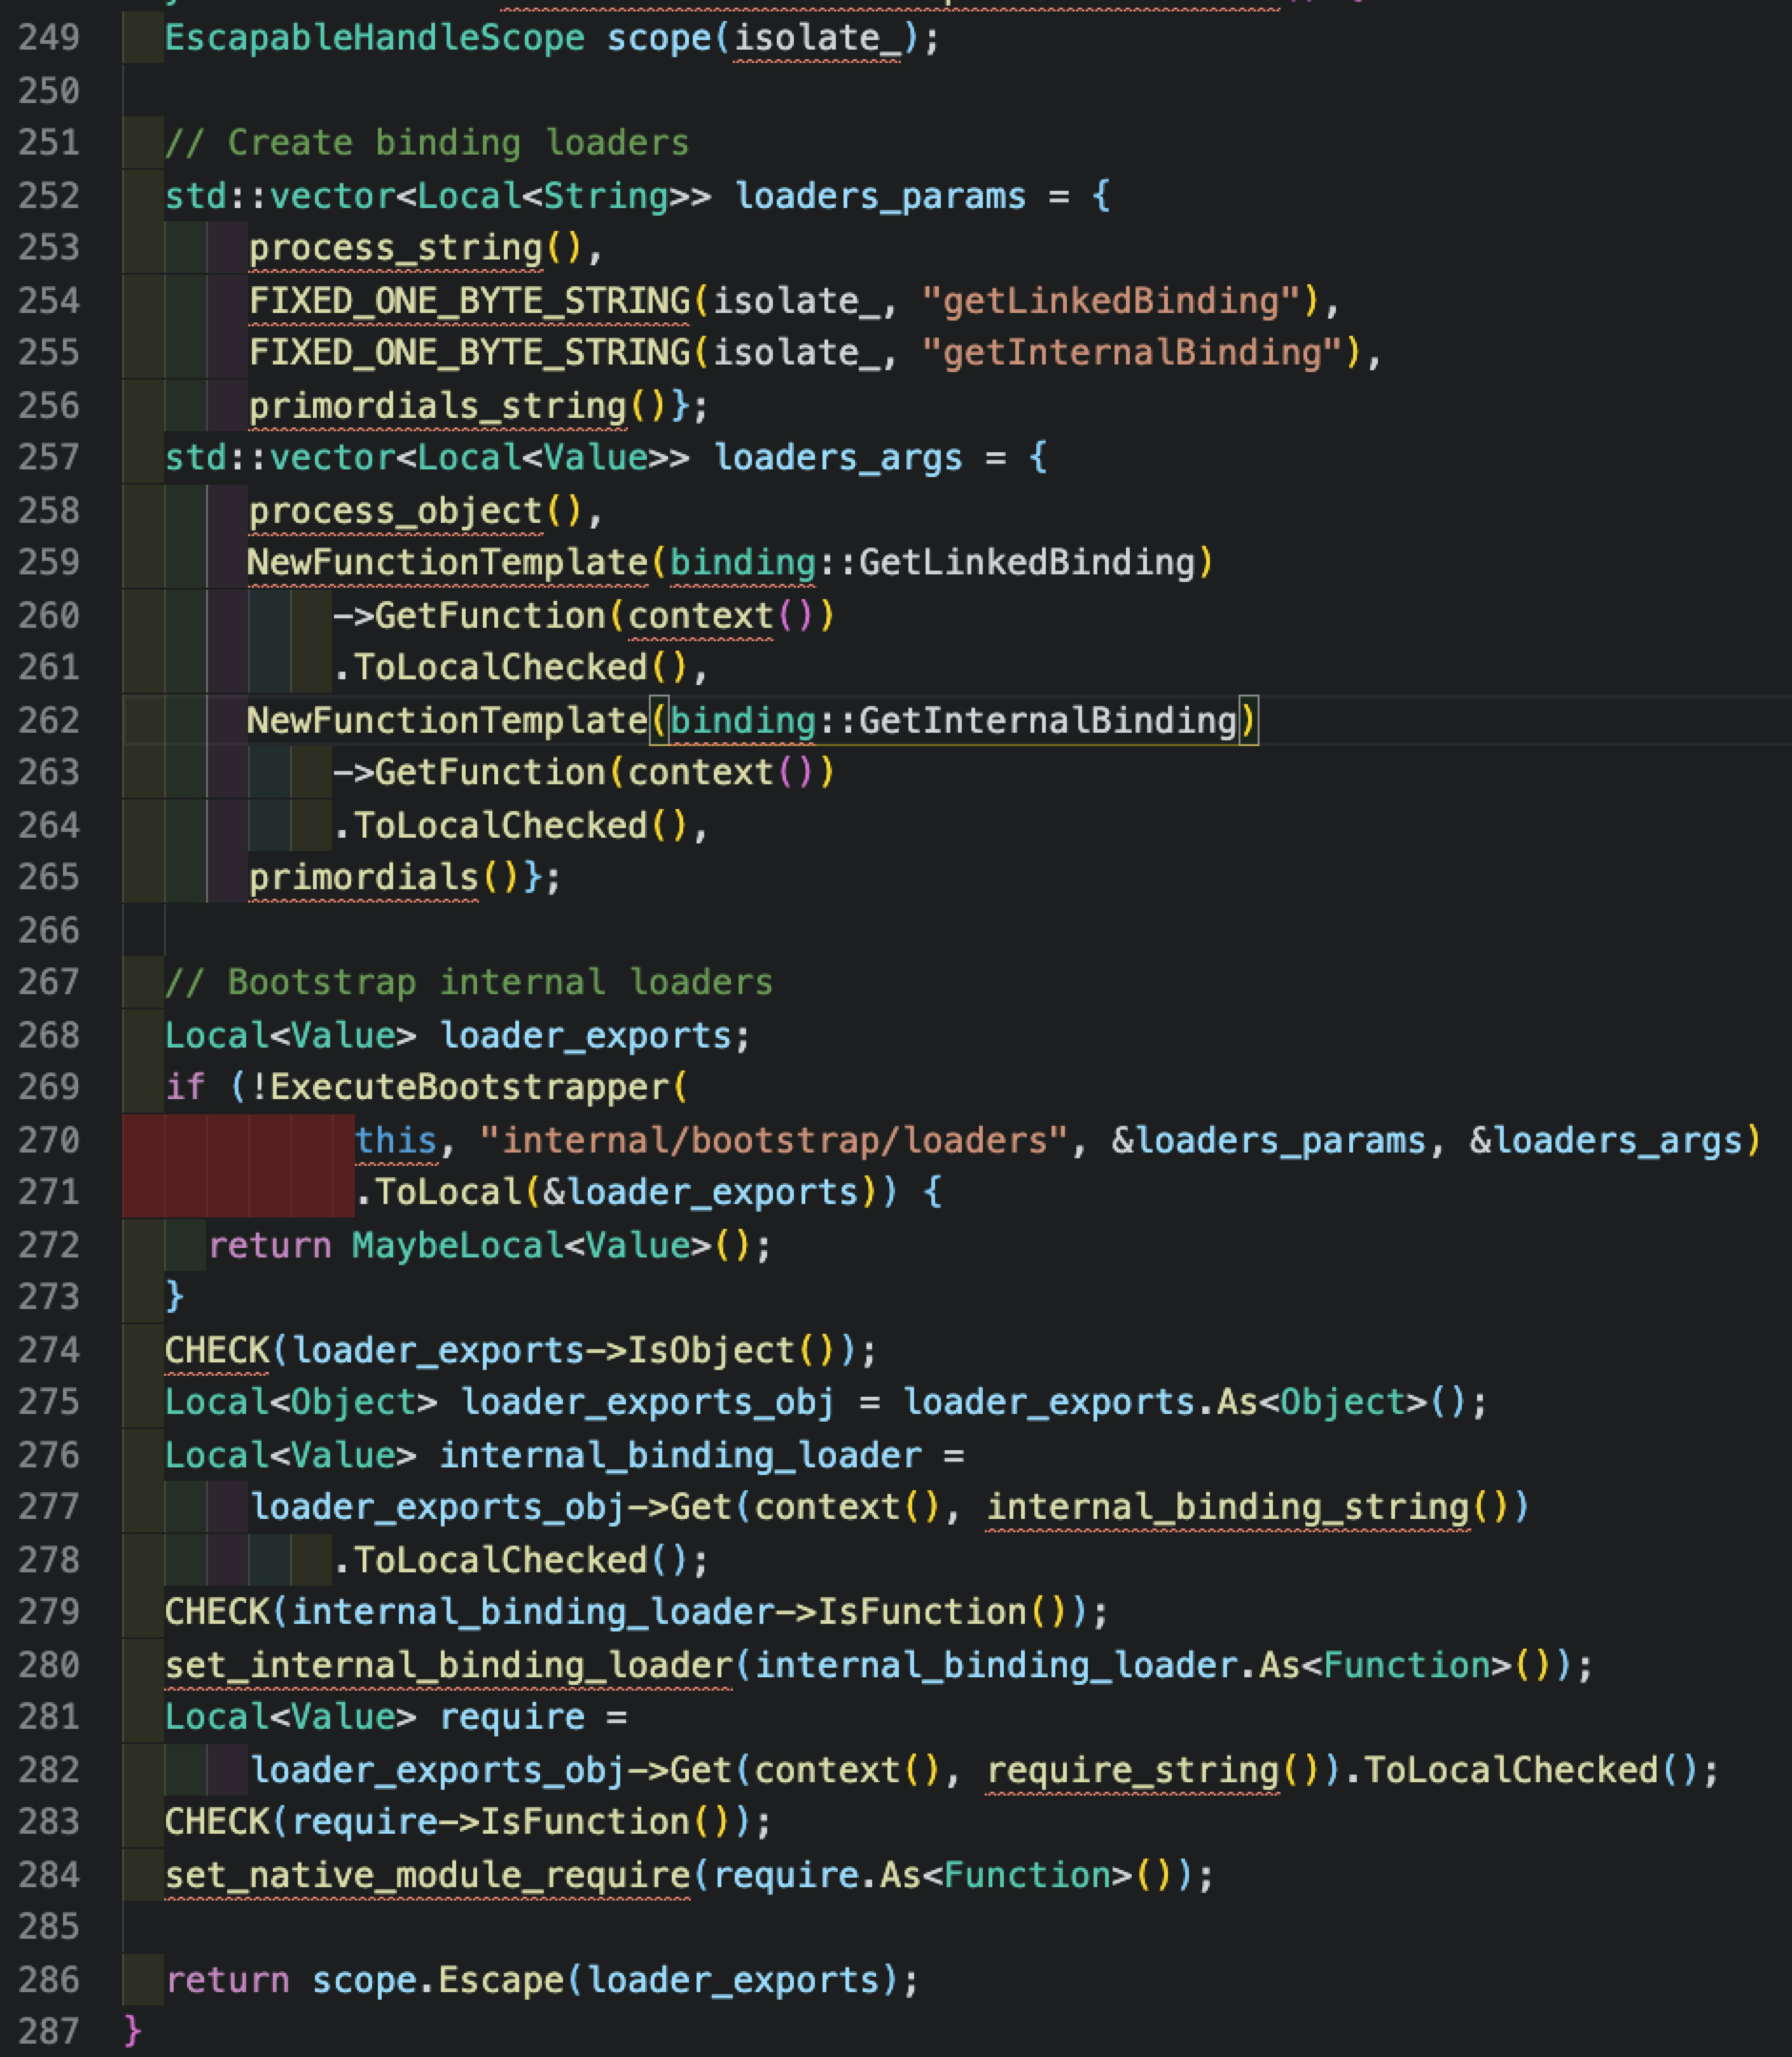 249 EscapableHandleScope scope(isolate_);
250
251 // Create binding loaders
252 std::vector<Local<String>> loaders_params = {
253 process_string(),
254 FIXED_ONE_BYTE_STRING(isolate_, "getLinkedBinding"),
255 FIXED_ONE_BYTE_STRING(isolate_, "getInternalBinding"),
256 primordials_string()};
257 std::vector<Local<Value>> loaders_args = {
258 process_object(),
259 NewFunctionTemplate(binding::GetLinkedBinding)
260 ->GetFunction(context())
261 .ToLocalChecked(),
262 NewFunctionTemplate(binding::GetInternalBinding)
263 ->GetFunction(context())
264 .ToLocalChecked(),
265 primordials()};
266
267 // Bootstrap internal loaders
268 Local<Value> loader_exports;
269 if (!ExecuteBootstrapper(
270 this, "internal/bootstrap/loaders", &loaders_params, &loaders_args)
271 .ToLocal(&loader_exports)) {
272 return MaybeLocal<Value>();
273 }
274 CHECK(loader_exports->IsObject());
275 Local<Object> loader_exports_obj = loader_exports.As<Object>();
276 Local<Value> internal_binding_loader =
277 loader_exports_obj->Get(context(), internal_binding_string())
278 .ToLocalChecked();
279 CHECK(internal_binding_loader->IsFunction());
280 set_internal_binding_loader(internal_binding_loader.As<Function>());
281 Local<Value> require =
282 loader_exports_obj->Get(context(), require_string()).ToLocalChecked();
283 CHECK(require->IsFunction());
284 set_native_module_require(require.As<Function>());
285
286 return scope.Escape(loader_exports);
287 }